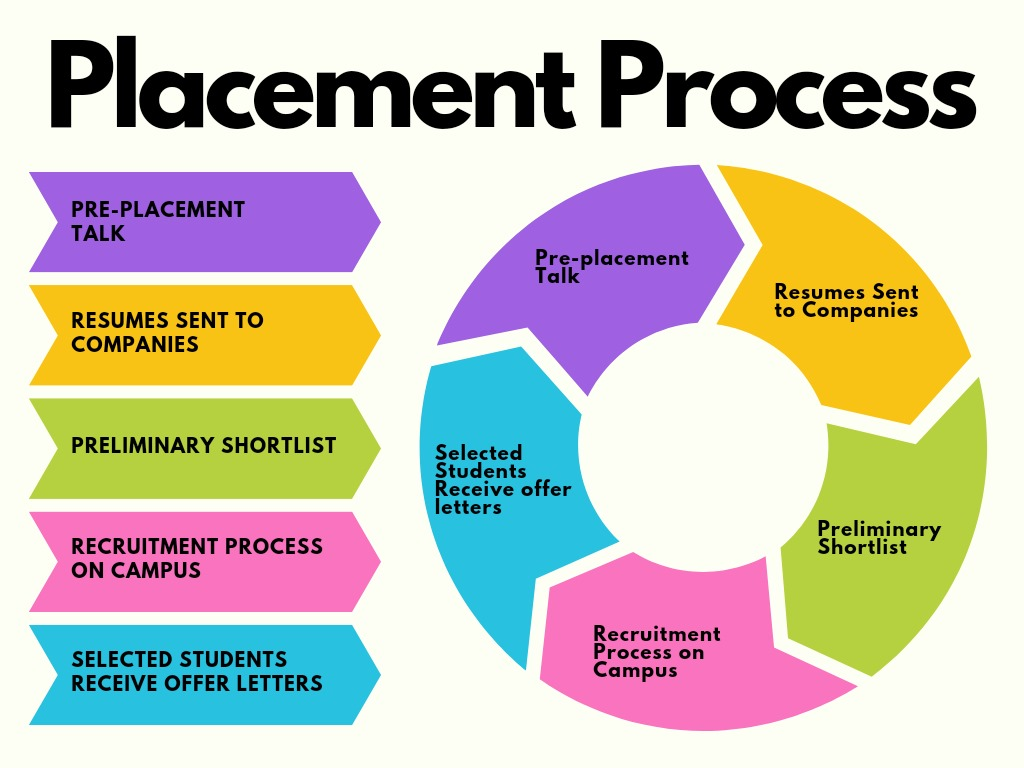 Placement Process
PRE-PLACEMENT
TALK
RESUMES SENT TO
COMPANIES
PRELIMINARY SHORTLIST
RECRUITMENT PROCESS
ON CAMPUS
SELECTED STUDENTS
RECEIVE OFFER LETTERS
Pre-placement
Talk
Resumes Sent
to Companies
Preliminary
Shortlist
Recruitment
Process on
Campus
Selected
Students
Receive offer
letters